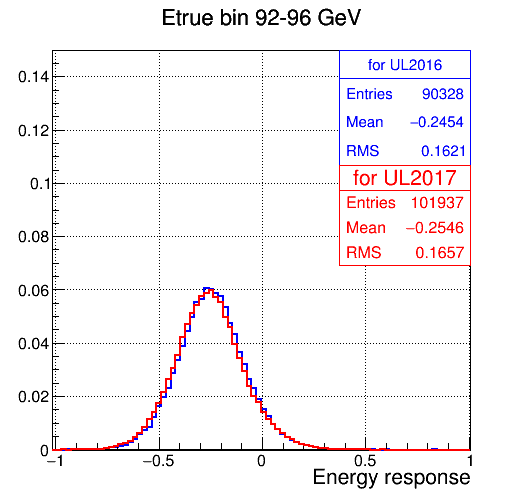 Etrue bin 92-96 GeV
for UL2016
Entries 90328
Mean −0.2454
RMS 0.1621
for UL2017
Entries 101937
Mean −0.2546
RMS 0.1657
0.14
0.12
0.1
0.08
0.06
0.04
0.02
0
−1 −0.5 0 0.5 1
Energy response